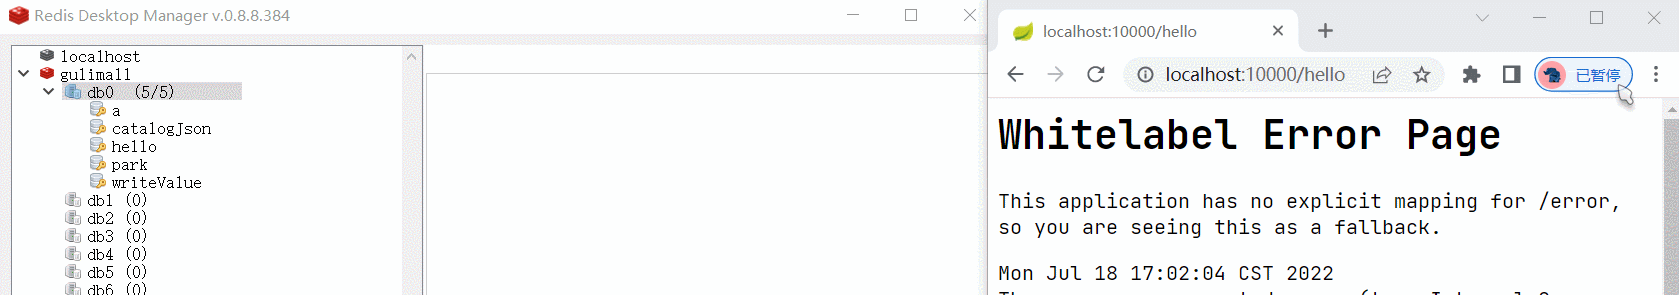 Redis Desktop Manager v.0.8.8.384
localhost
gulimall
db0 (5/5)
a
catalogJson
hello
park
writeValue
db1 (0)
db2 (0)
db3 (0)
db4 (0)
db5 (0)
db6 (0)
localhost:10000/hello
localhost:10000/hello
已暂停
Whitelabel Error Page
This application has no explicit mapping for /error,
so you are seeing this as a fallback.
Mon Jul 18 17:02:04 CST 2022